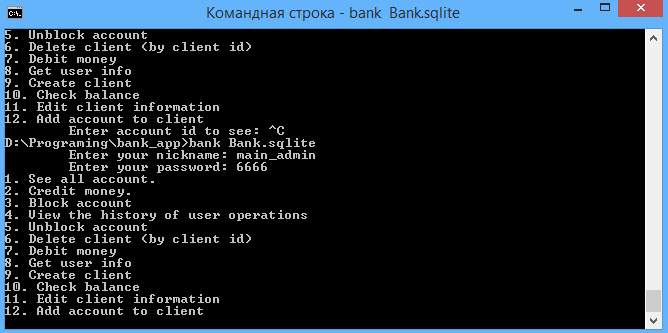 Командная строка - bank Bank.sqlite
5. Unblock account
6. Delete client (by client id)
7. Debit money
8. Get user info
9. Create client
10. Check balance
11. Edit client information
12. Add account to client
Enter account id to see: ^C
D:\Programing\bank_app>bank Bank.sqlite
Enter your nickname: main_admin
Enter your password: 6666
1. See all account.
2. Credit money.
3. Block account
4. View the history of user operations
5. Unblock account
6. Delete client (by client id)
7. Debit money
8. Get user info
9. Create client
10. Check balance
11. Edit client information
12. Add account to client